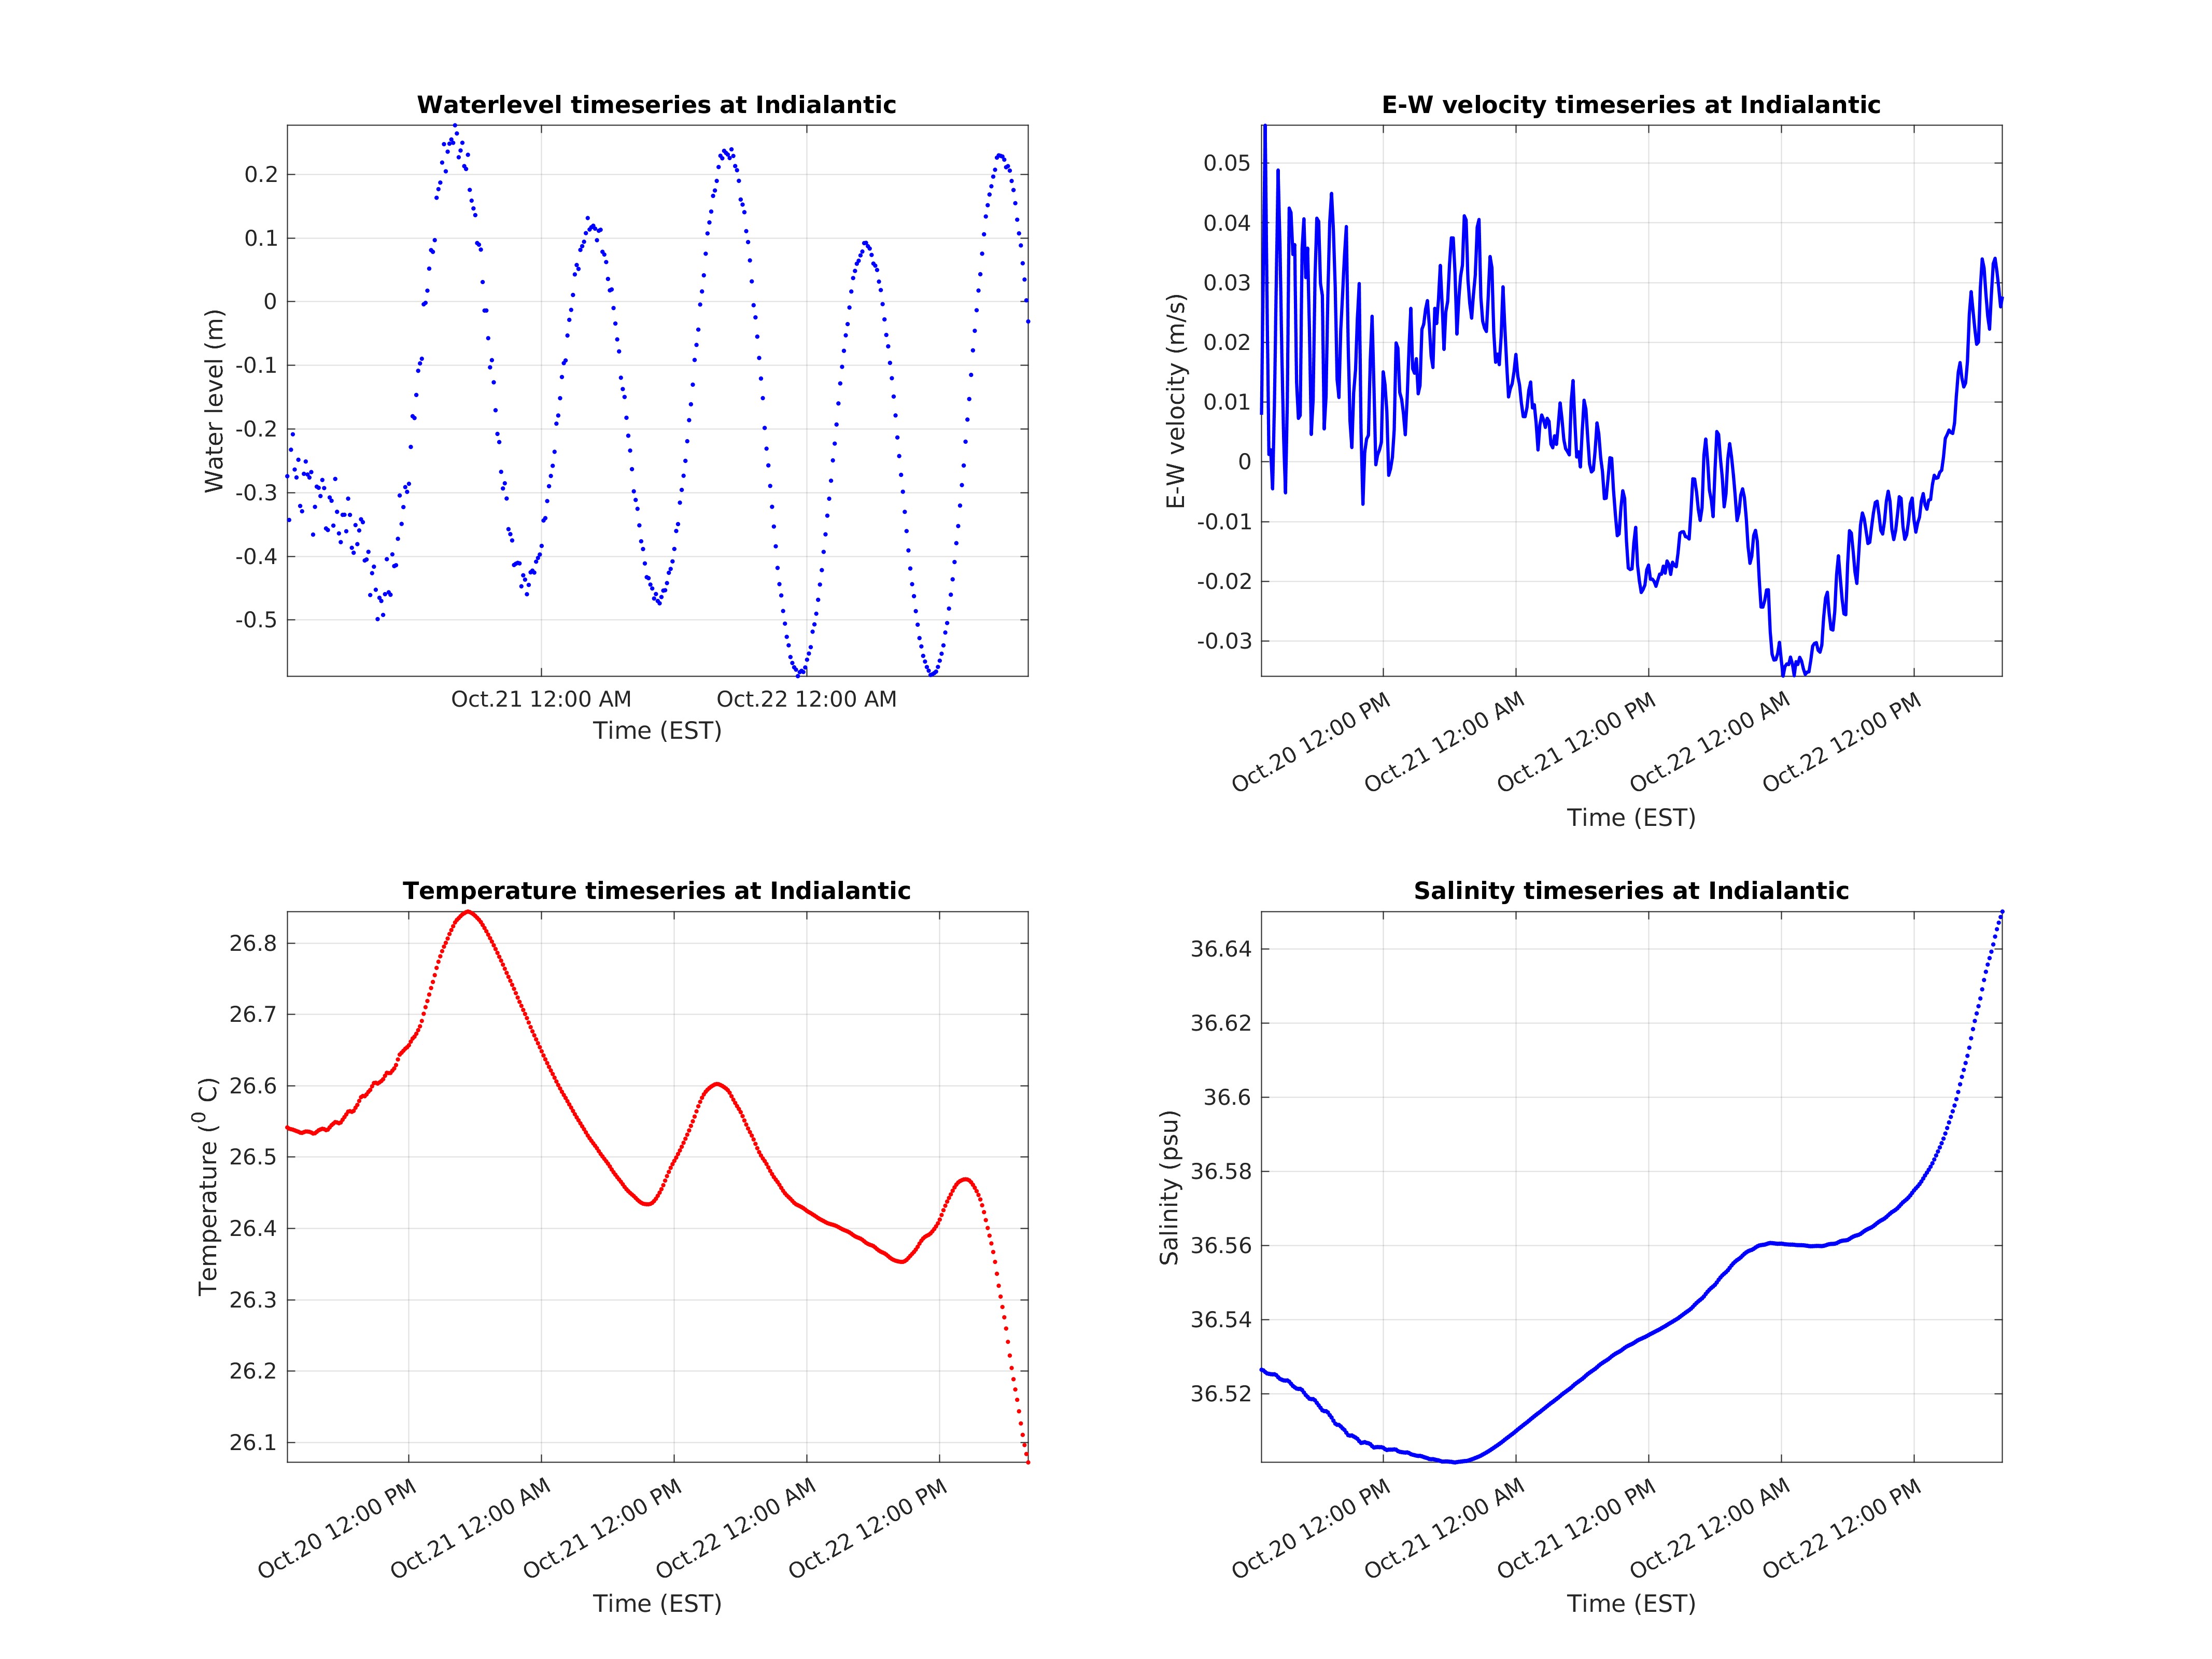 Waterlevel timeseries at Indialantic
0.2
0.1
0
-0.1
-0.2
-0.3
-0.4
-0.5
Water level (m)
Oct.21 12:00 AM
Oct.22 12:00 AM
Time (EST)
E-W velocity timeseries at Indialantic
0.05
0.04
0.03
0.02
0.01
0
-0.01
-0.02
-0.03
E-W velocity (m/s)
Oct.20 12:00 PM
Oct.21 12:00 AM
Oct.21 12:00 PM
Oct.22 12:00 AM
Oct.22 12:00 PM
Time (EST)
Temperature timeseries at Indialantic
26.8
26.7
26.6
26.5
26.4
26.3
26.2
26.1
Temperature (⁰ C)
Oct.20 12:00 PM
Oct.21 12:00 AM
Oct.21 12:00 PM
Oct.22 12:00 AM
Oct.22 12:00 PM
Time (EST)
Salinity timeseries at Indialantic
36.64
36.62
36.6
36.58
36.56
36.54
36.52
Salinity (psu)
Oct.20 12:00 PM
Oct.21 12:00 AM
Oct.21 12:00 PM
Oct.22 12:00 AM
Oct.22 12:00 PM
Time (EST)